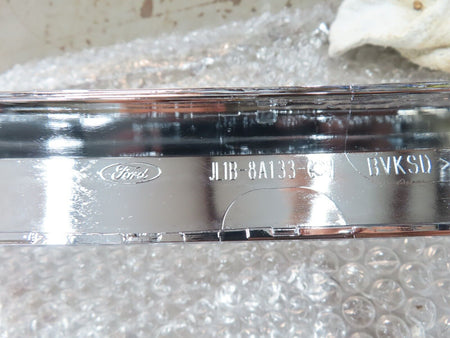 Ford JL1B-8A133- BVKSD >